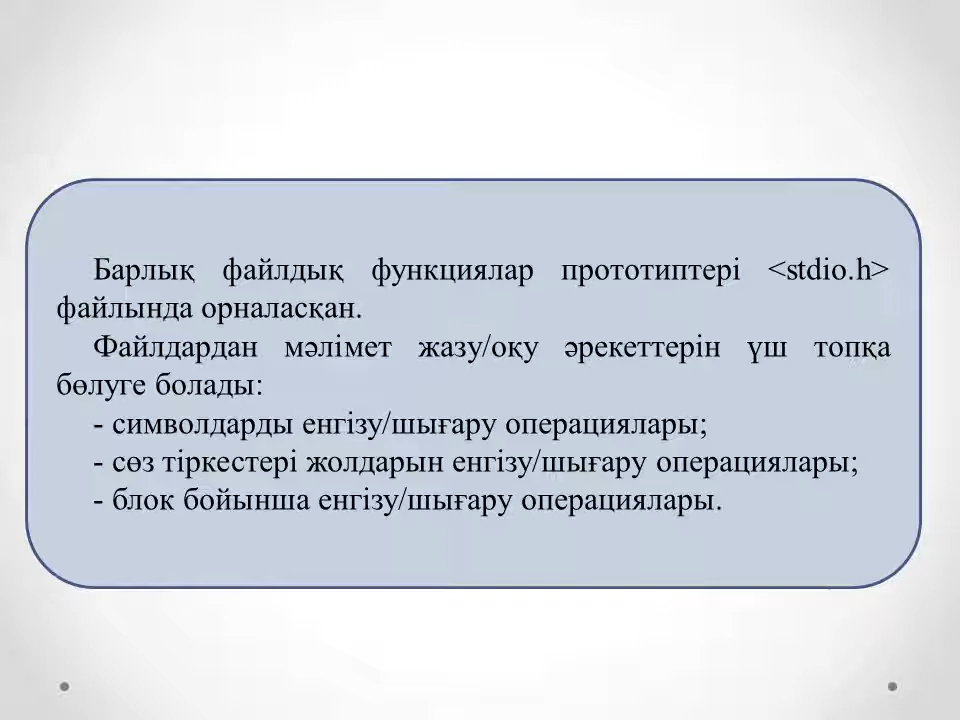 Барлық файлдық функциялар прототиптері <stdio.h>
файлында орналасқан.
Файлдардан мәлімет жазу/оқу әрекеттерін үш топқа
бөлуге болады:
- символдарды енгізу/шығару операциялары;
- сөз тіркестері жолдарын енгізу/шығару операциялары;
- блок бойынша енгізу/шығару операциялары.